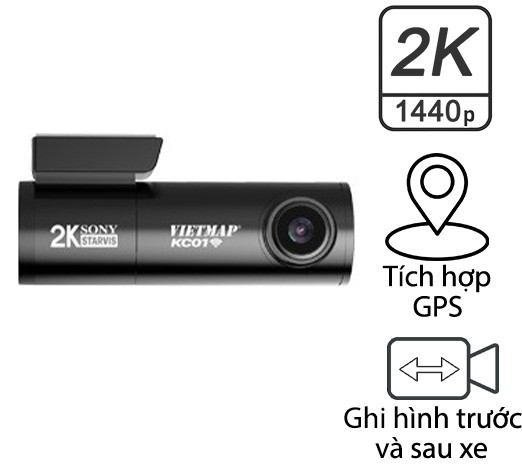 2K
1440p
2K SONY STARVIS
VIETMAP®
KC01
Tích hợp
GPS
Ghi hình trước
và sau xe